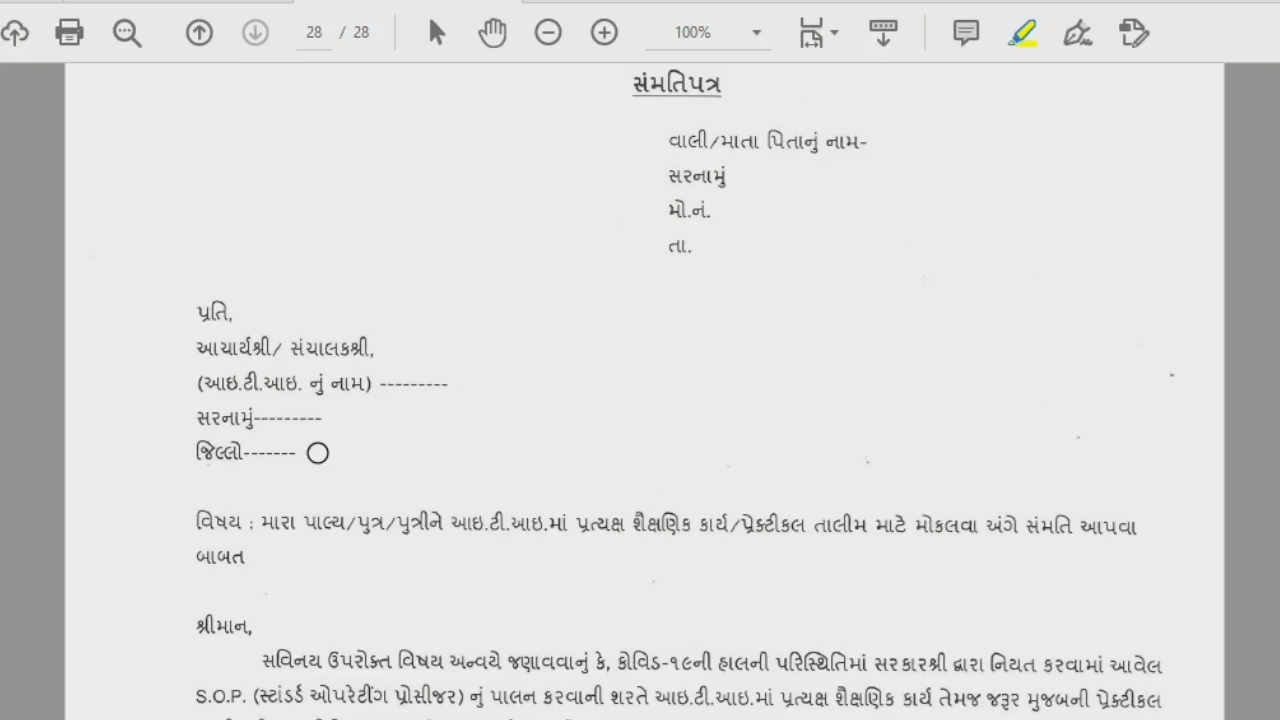 28 / 28
100%
સંમતિપત્ર
વાલી/માતા પિતાનું નામ-
સરનામું
મો.નં.
તા.
પ્રતિ,
આચાર્યશ્રી/ સંચાલકશ્રી,
(આઇ.ટી.આઇ. નું નામ) ---------
સરનામું---------
જિલ્લો-------
વિષય : મારા પાલ્ય/પુત્ર/પુત્રીને આઇ.ટી.આઇ.માં પ્રત્યક્ષ શૈક્ષણિક કાર્ય/પ્રેક્ટીકલ તાલીમ માટે મોકલવા અંગે સંમતિ આપવા
બાબત
શ્રીમાન,
સવિનય ઉપરોક્ત વિષય અન્વયે જણાવવાનું કે, કોવિડ-૧૯ની હાલની પરિસ્થિતિમાં સરકારશ્રી દ્વારા નિયત કરવામાં આવેલ
S.O.P. (સ્ટાંડર્ડ ઓપરેટીંગ પ્રોસીજર) નું પાલન કરવાની શરતે આઇ.ટી.આઇ.માં પ્રત્યક્ષ શૈક્ષણિક કાર્ય તેમજ જરૂર મુજબની પ્રેક્ટીકલ